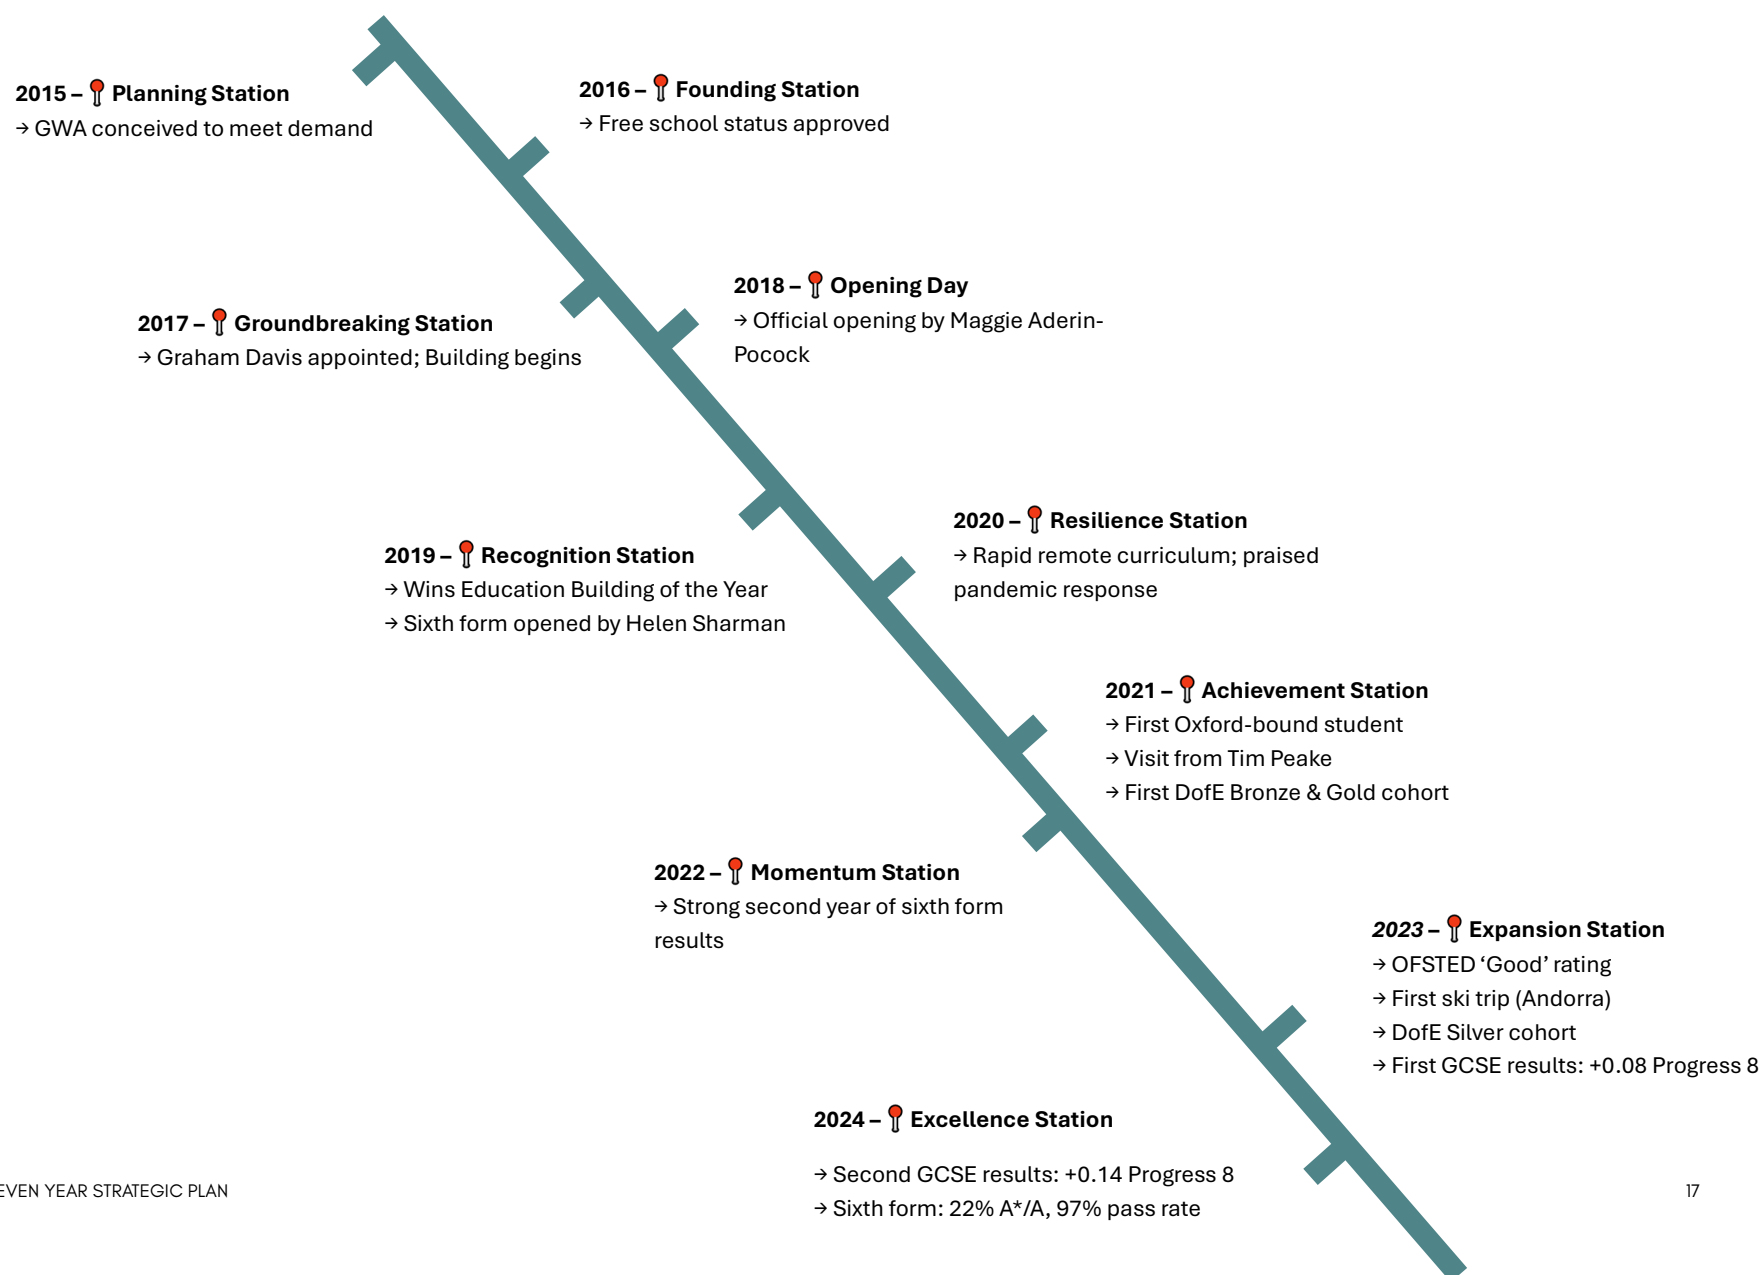 2015 – 📍 Planning Station
→ GWA conceived to meet demand
2016 – 📍 Founding Station
→ Free school status approved
2017 – 📍 Groundbreaking Station
→ Graham Davis appointed; Building begins
2018 – 📍 Opening Day
→ Official opening by Maggie Aderin-
Pocock
2019 – 📍 Recognition Station
→ Wins Education Building of the Year
→ Sixth form opened by Helen Sharman
2020 – 📍 Resilience Station
→ Rapid remote curriculum; praised
pandemic response
2021 – 📍 Achievement Station
→ First Oxford-bound student
→ Visit from Tim Peake
→ First DofE Bronze & Gold cohort
2022 – 📍 Momentum Station
→ Strong second year of sixth form
results
2023 – 📍 Expansion Station
→ OFSTED ‘Good’ rating
→ First ski trip (Andorra)
→ DofE Silver cohort
→ First GCSE results: +0.08 Progress 8
2024 – 📍 Excellence Station
→ Second GCSE results: +0.14 Progress 8
→ Sixth form: 22% A*/A, 97% pass rate
EVEN YEAR STRATEGIC PLAN
17